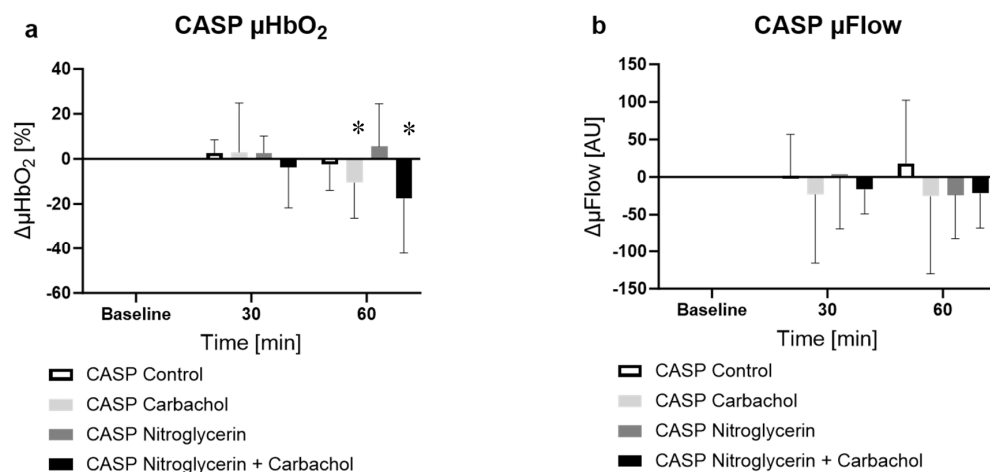 a
CASP µHbO₂
40
20
0
-20
-40
-60
ΔµHbO₂ [%]
*
*
Baseline
30
60
Time [min]
CASP Control
CASP Carbachol
CASP Nitroglycerin
CASP Nitroglycerin + Carbachol
b
CASP µFlow
150
100
50
0
-50
-100
-150
ΔµFlow [AU]
Baseline
30
60
Time [min]
CASP Control
CASP Carbachol
CASP Nitroglycerin
CASP Nitroglycerin + Carbachol